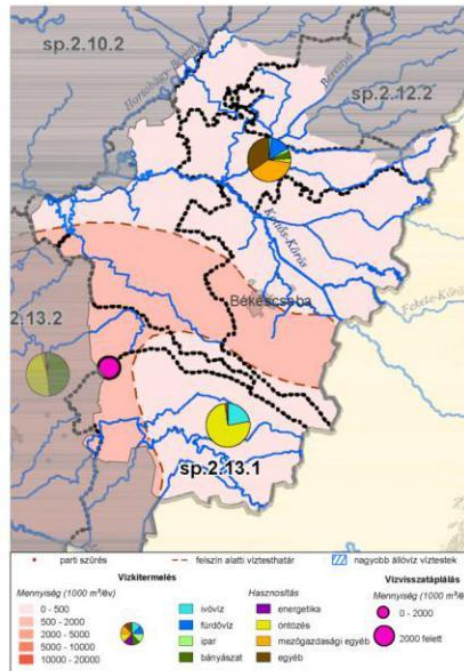 sp.2.10.2
Hortobágy-Berettyó
Berettyó
sp.2.12.2
Kettős-Körös
Békéscsaba
Fekete-Körös
2.13.2
sp.2.13.1
parti szűrés
felszín alatti víztesthatár
nagyobb állóvíz víztestek
Vízkitermelés
Vízvisszatáplálás
Mennyiség (1000 m³/év)
Hasznosítás
Mennyiség (1000 m³/év)
0 - 500
500 - 2000
2000 - 5000
5000 - 10000
10000 - 20000
ivóvíz
fürdővíz
ipar
bányászat
energetika
öntözés
mezőgazdasági egyéb
egyéb
0 - 2000
2000 felett